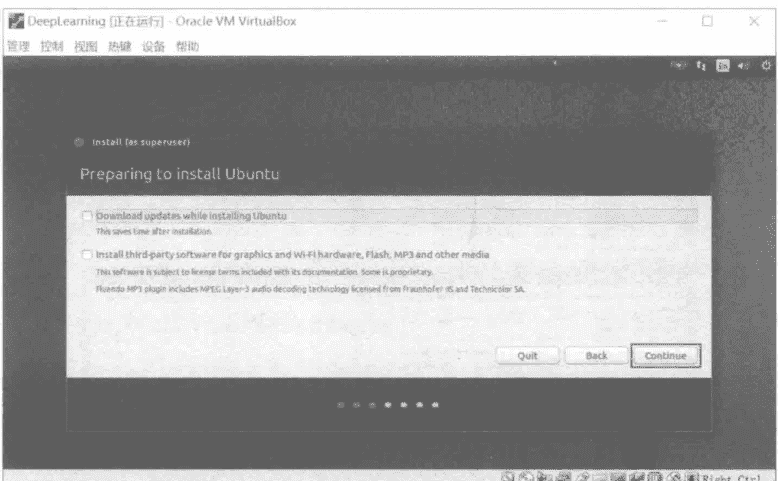 DeepLearning [正在运行] - Oracle VM VirtualBox
管理 控制 视图 热键 设备 帮助
Install (as superuser)
Preparing to install Ubuntu
Download updates while installing Ubuntu
This saves time after installation.
Install third-party software for graphics and Wi-Fi hardware, Flash, MP3 and other media
This software is subject to license terms included with its documentation. Some is proprietary.
Fluendo MP3 plugin includes MPEG Layer-3 audio decoding technology licensed from Fraunhofer IIS and Technicolor SA.
Quit Back Continue
Right Ctrl